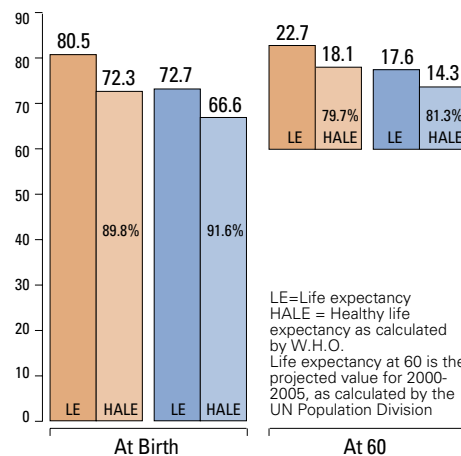 90
80
70
60
50
40
30
20
10
0
80.5
72.3
72.7
66.6
22.7
18.1
17.6
14.3
79.7%
81.3%
LE HALE LE HALE
89.8%
91.6%
LE=Life expectancy
HALE = Healthy life
expectancy as calculated
by W.H.O.
Life expectancy at 60 is the
projected value for 2000-
2005, as calculated by the
UN Population Division
LE HALE LE HALE
At Birth
At 60